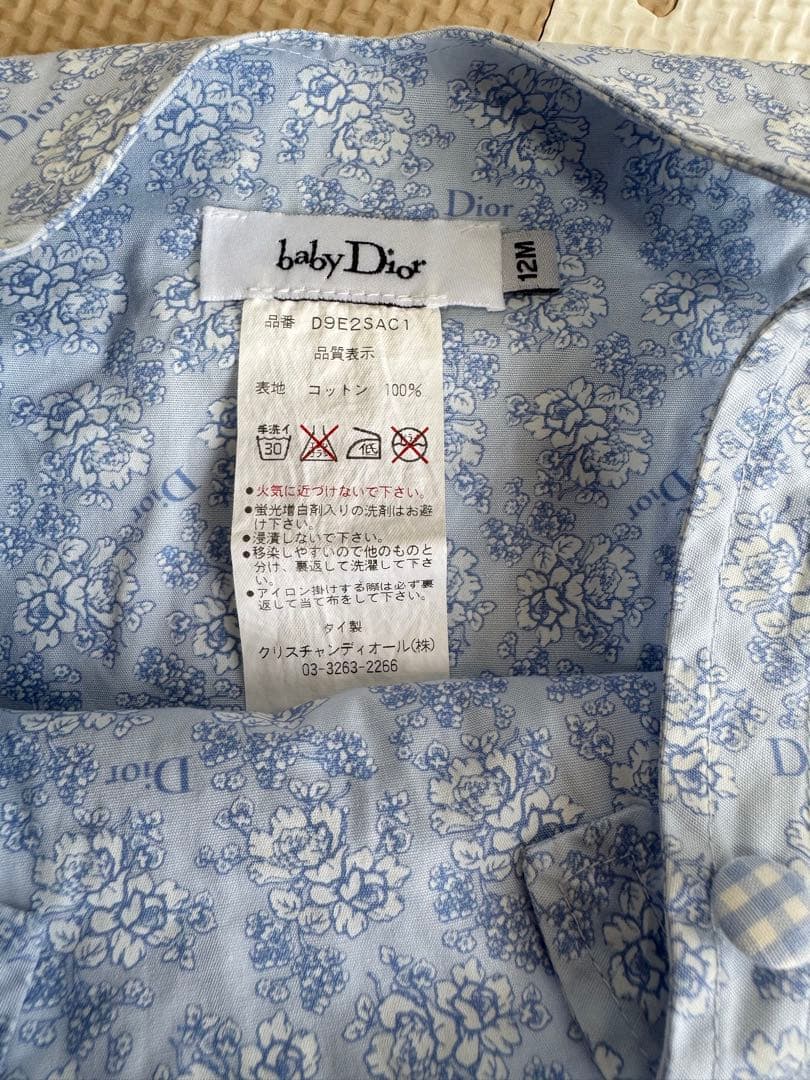 Dior
Dior
baby Dior
12M
品番 D9E2SAC1
品質表示
表地 コットン 100%
手洗イ
30
低
●火気に近づけないで下さい。
●蛍光増白剤入りの洗剤はお避
け下さい。
●浸漬しないで下さい。
●移染しやすいので他のものと
分け、裏返して洗濯して下さ
い。
●アイロン掛けする際は必ず裏
返して当て布をして下さい。
タイ製
クリスチャンディオール(株)
03-3263-2266
Dior
Dior
Dior